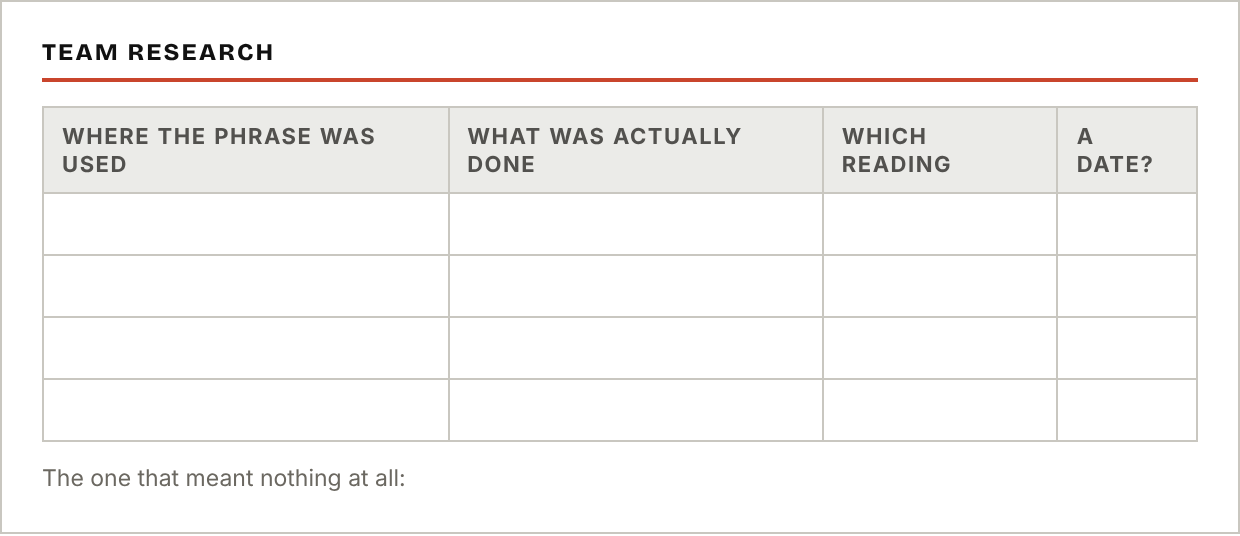 TEAM RESEARCH
WHERE THE PHRASE WAS
USED
WHAT WAS ACTUALLY
DONE
WHICH
READING
A
DATE?
The one that meant nothing at all: